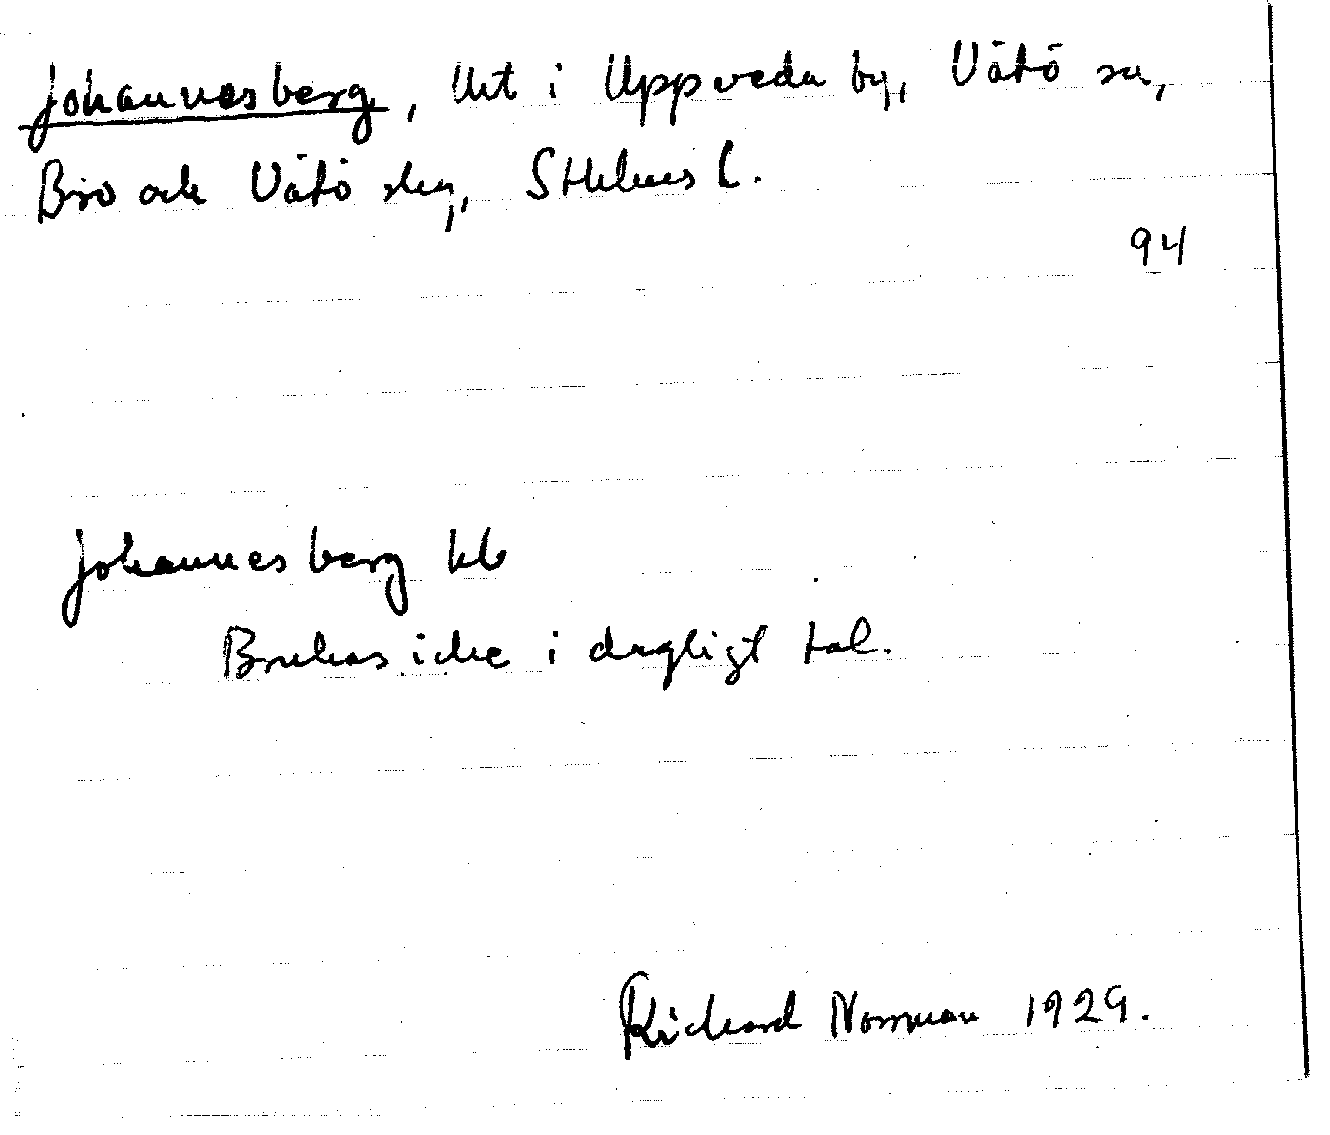 Johannesberg, Utt i Uppveda by, Vätö sn,
Bro och Vätö skg, Sthlms l.
94
Johannesberg kb
Brukas icke i dagligt tal.
Richard Norrman 1929.